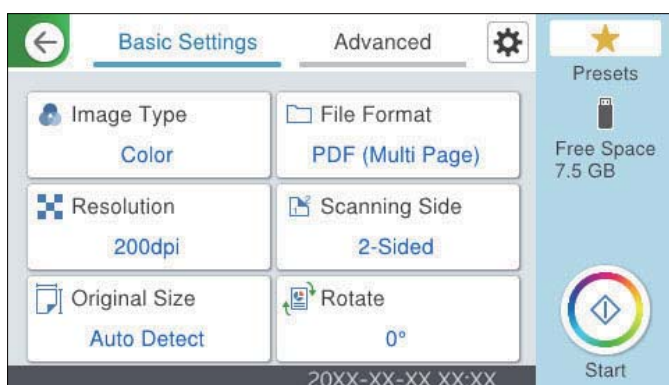 Basic Settings
Advanced
Presets
Image Type
Color
File Format
PDF (Multi Page)
Free Space
7.5 GB
Resolution
200dpi
Scanning Side
2-Sided
Original Size
Auto Detect
Rotate
0°
Start
20XX-XX-XX XX:XX